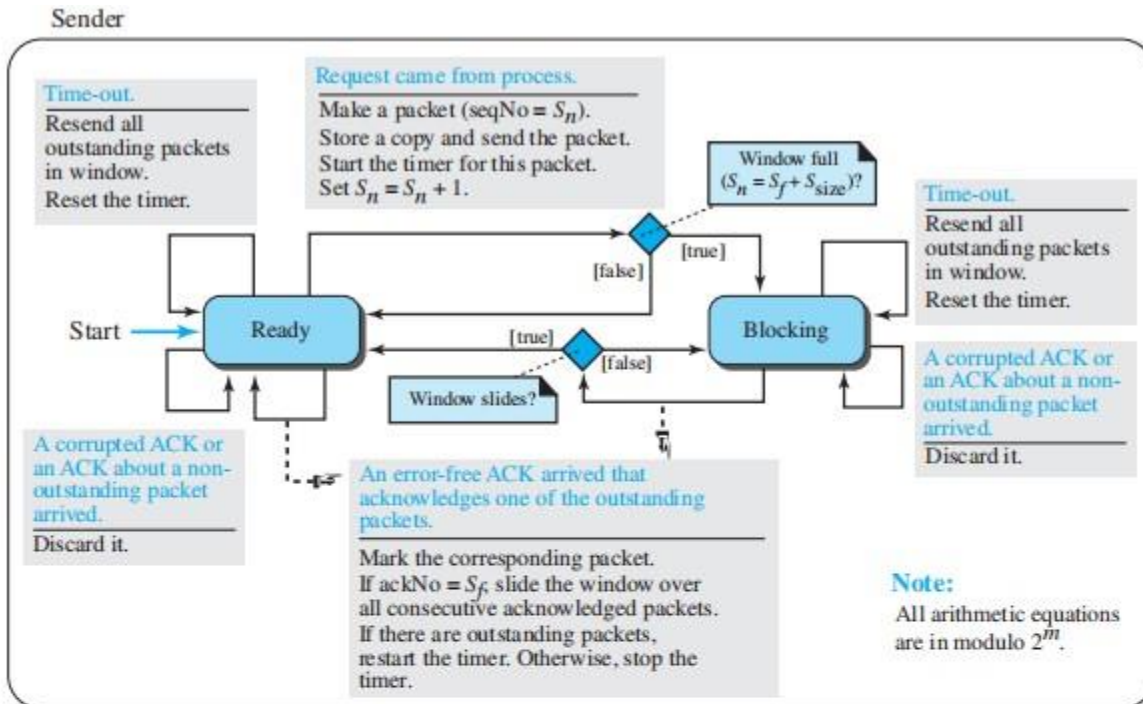 Sender
Time-out.
Resend all
outstanding packets
in window.
Reset the timer.
Request came from process.
Make a packet (seqNo = Sn).
Store a copy and send the packet.
Start the timer for this packet.
Set Sn = Sn + 1.
Window full
(Sn = Sf + Ssize)?
Time-out.
Resend all
outstanding packets
in window.
Reset the timer.
[true]
[false]
Start
Ready
Blocking
[true]
[false]
Window slides?
A corrupted ACK or
an ACK about a non-
outstanding packet
arrived.
Discard it.
A corrupted ACK or
an ACK about a non-
outstanding packet
arrived.
Discard it.
An error-free ACK arrived that
acknowledges one of the outstanding
packets.
Mark the corresponding packet.
If ackNo = Sf, slide the window over
all consecutive acknowledged packets.
If there are outstanding packets,
restart the timer. Otherwise, stop the
timer.
Note:
All arithmetic equations
are in modulo 2^m.